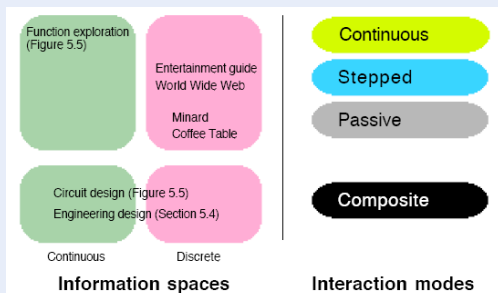 Function exploration
(Figure 5.5)
Entertainment guide
World Wide Web
Minard
Coffee Table
Circuit design (Figure 5.5)
Engineering design (Section 5.4)
Continuous
Discrete
Information spaces
Continuous
Stepped
Passive
Composite
Interaction modes